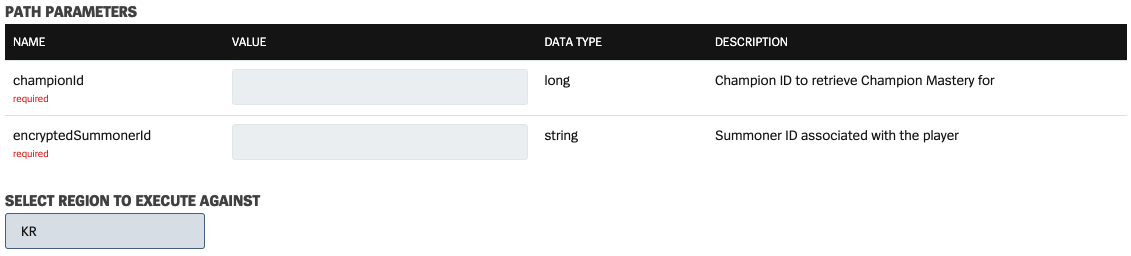 PATH PARAMETERS
NAME VALUE DATA TYPE DESCRIPTION
championId long Champion ID to retrieve Champion Mastery for
required
encryptedSummonerId string Summoner ID associated with the player
required
SELECT REGION TO EXECUTE AGAINST
KR